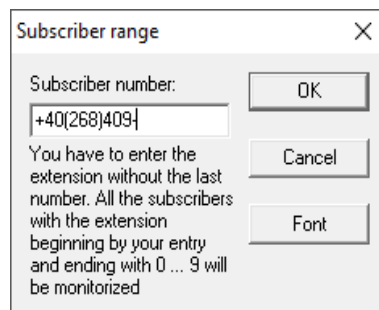 Subscriber range
Subscriber number:
+40(268)409-
You have to enter the
extension without the last
number. All the subscribers
with the extension
beginning by your entry
and ending with 0 ... 9 will
be monitorized
OK
Cancel
Font